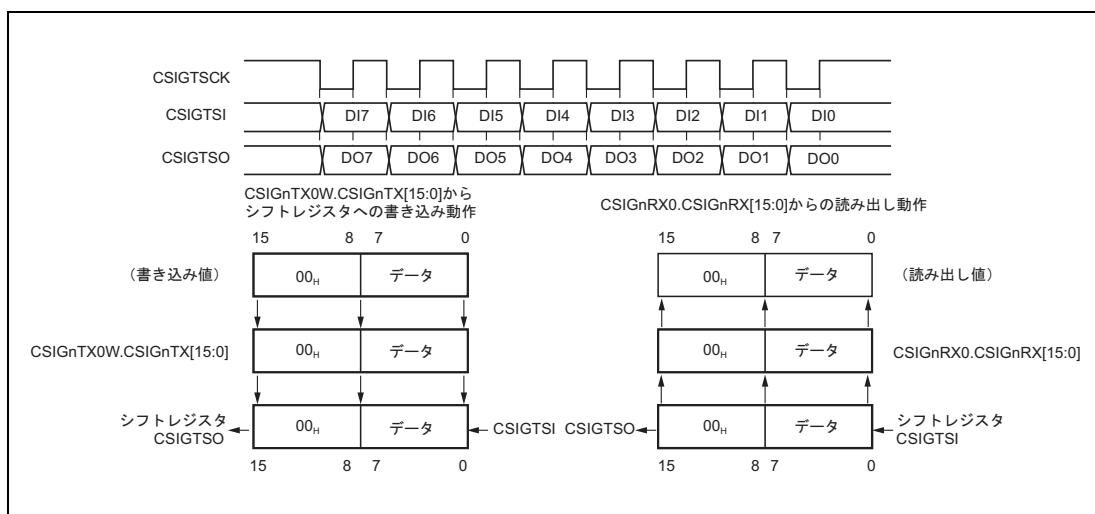 CSIGTSCK
CSIGTSI DI7 DI6 DI5 DI4 DI3 DI2 DI1 DI0
CSIGTSO DO7 DO6 DO5 DO4 DO3 DO2 DO1 DO0
CSIGnTX0W.CSIGnTX[15:0]から
シフトレジスタへの書き込み動作
15 8 7 0
(書き込み値) 00H データ
CSIGnTX0W.CSIGnTX[15:0] 00H データ
シフトレジスタ
CSIGTSO 00H データ CSIGTSI
15 8 7 0
CSIGnRX0.CSIGnRX[15:0]からの読み出し動作
15 8 7 0
00H データ (読み出し値)
00H データ CSIGnRX0.CSIGnRX[15:0]
CSIGTSO 00H データ シフトレジスタ
CSIGTSI
15 8 7 0